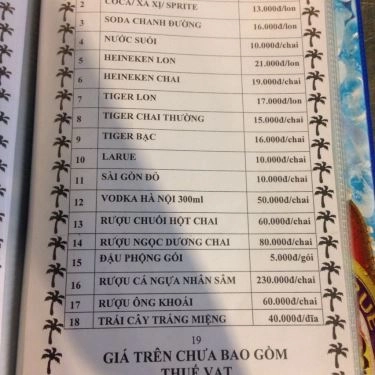 2 COCA/ XÁ XỊ/ SPRITE 13.000đ/lon
3 SODA CHANH ĐƯỜNG 16.000đ/lon
4 NƯỚC SUỐI 10.000đ/chai
5 HEINEKEN LON 21.000đ/lon
6 HEINEKEN CHAI 19.000đ/chai
7 TIGER LON 17.000đ/lon
8 TIGER CHAI THƯỜNG 15.000đ/chai
9 TIGER BẠC 16.000đ/chai
10 LARUE 10.000đ/chai
11 SÀI GÒN ĐỎ 10.000đ/chai
12 VODKA HÀ NỘI 300ml 50.000đ/chai
13 RƯỢU CHUỐI HỘT CHAI 60.000đ/chai
14 RƯỢU NGỌC DƯƠNG CHAI 80.000đ/chai
15 ĐẬU PHỘNG GÓI 5.000đ/gói
16 RƯỢU CÁ NGỰA NHÂN SÂM 230.000đ/chai
17 RƯỢU ÔNG KHOÁI 60.000đ/chai
18 TRÁI CÂY TRÁNG MIỆNG 40.000đ/dĩa
19
GIÁ TRÊN CHƯA BAO GỒM
THUẾ VAT